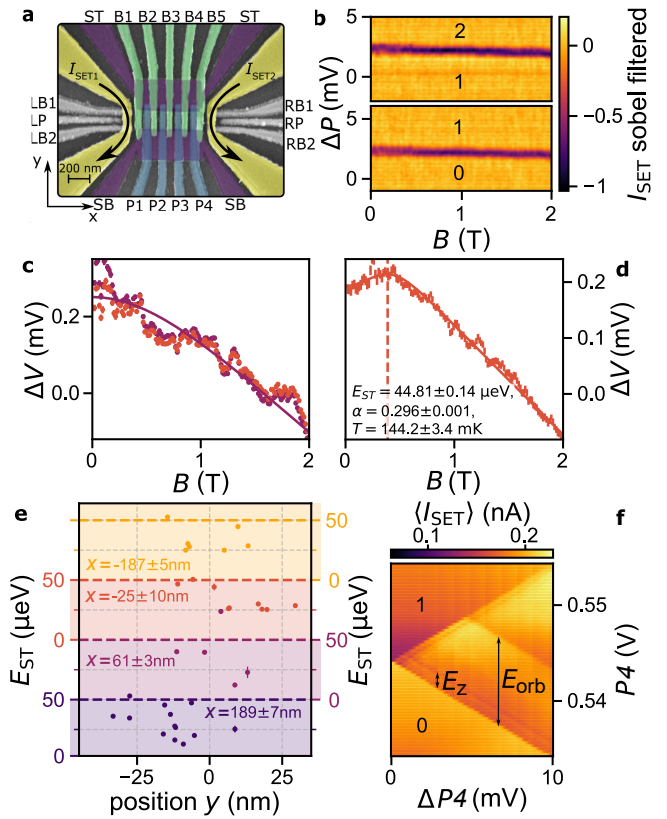 a
ST B1 B2 B3 B4 B5 ST
I_SET1
I_SET2
LB1
LP
LB2
RB1
RP
RB2
y
200 nm
x
SB P1 P2 P3 P4 SB
b
5
0
5
0
ΔP (mV)
2
1
1
0
0 1 2
B (T)
0
−0.5
−1
I_SET sobel filtered
c
0.2
0.0
ΔV (mV)
0 1 2
B (T)
d
0.2
0.1
0.0
ΔV (mV)
E_ST = 44.81±0.14 μeV,
α = 0.296±0.001,
T = 144.2±3.4 mK
0 1 2
B (T)
e
50
0
50
0
E_ST (μeV)
50
0
50
0
E_ST (μeV)
x = -187±5nm
x = -25±10nm
x = 61±3nm
x = 189±7nm
−25 0 25
position y (nm)
⟨I_SET⟩ (nA)
f
0.1 0.2
1
0
E_z
E_orb
0.55
0.54
P4 (V)
0 10
ΔP4 (mV)